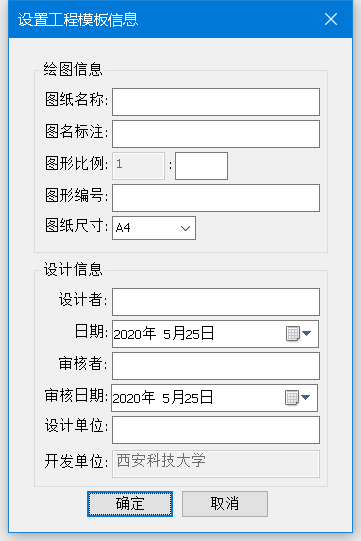 设置工程模板信息
绘图信息
图纸名称:
图名标注:
图形比例: 1 :
图形编号:
图纸尺寸: A4
设计信息
设计者:
日期: 2020年 5月25日
审核者:
审核日期: 2020年 5月25日
设计单位:
开发单位: 西安科技大学
确定 取消